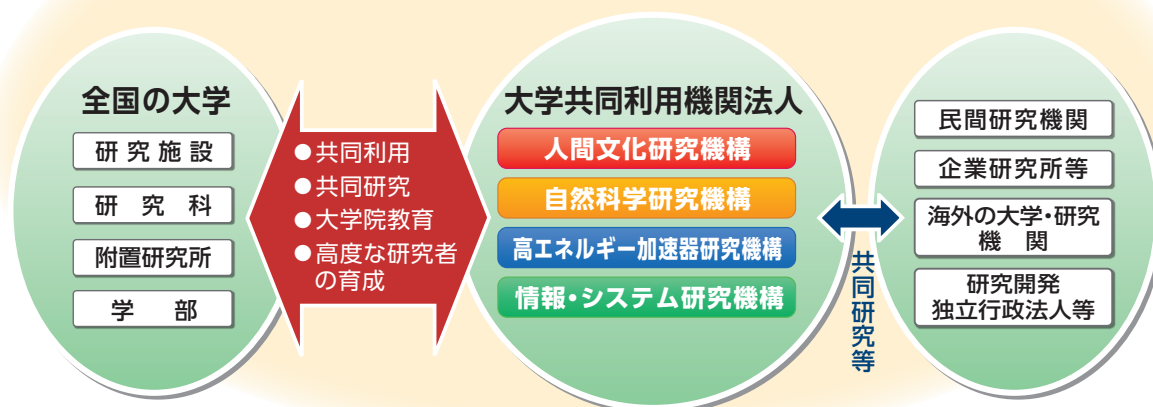 全国の大学
研究施設
研究科
附置研究所
学部
●共同利用
●共同研究
●大学院教育
●高度な研究者
の育成
大学共同利用機関法人
人間文化研究機構
自然科学研究機構
高エネルギー加速器研究機構
情報・システム研究機構
共同研究等
民間研究機関
企業研究所等
海外の大学・研究
機関
研究開発
独立行政法人等